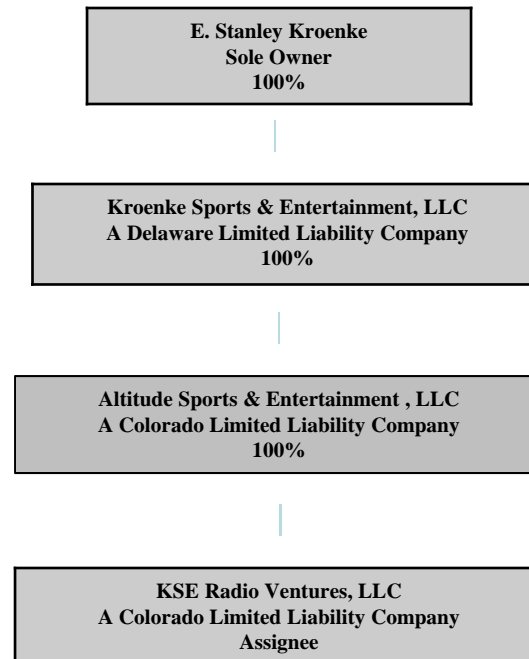 E. Stanley Kroenke
Sole Owner
100%
Kroenke Sports & Entertainment, LLC
A Delaware Limited Liability Company
100%
Altitude Sports & Entertainment , LLC
A Colorado Limited Liability Company
100%
KSE Radio Ventures, LLC
A Colorado Limited Liability Company
Assignee